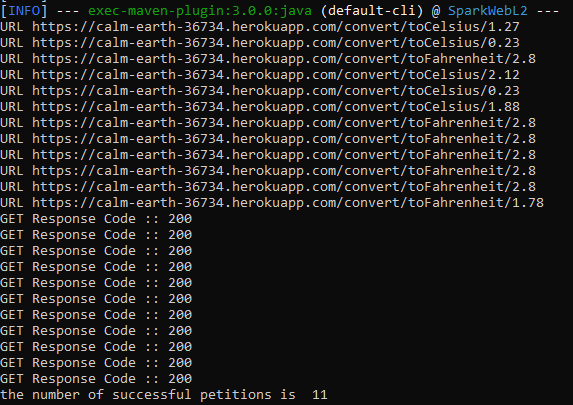 [INFO] --- exec-maven-plugin:3.0.0:java (default-cli) @ SparkWebL2 ---
URL https://calm-earth-36734.herokuapp.com/convert/toCelsius/1.27
URL https://calm-earth-36734.herokuapp.com/convert/toCelsius/0.23
URL https://calm-earth-36734.herokuapp.com/convert/toFahrenheit/2.8
URL https://calm-earth-36734.herokuapp.com/convert/toCelsius/2.12
URL https://calm-earth-36734.herokuapp.com/convert/toCelsius/0.23
URL https://calm-earth-36734.herokuapp.com/convert/toCelsius/1.88
URL https://calm-earth-36734.herokuapp.com/convert/toFahrenheit/2.8
URL https://calm-earth-36734.herokuapp.com/convert/toFahrenheit/2.8
URL https://calm-earth-36734.herokuapp.com/convert/toFahrenheit/2.8
URL https://calm-earth-36734.herokuapp.com/convert/toFahrenheit/2.8
URL https://calm-earth-36734.herokuapp.com/convert/toFahrenheit/2.8
URL https://calm-earth-36734.herokuapp.com/convert/toFahrenheit/1.78
GET Response Code :: 200
GET Response Code :: 200
GET Response Code :: 200
GET Response Code :: 200
GET Response Code :: 200
GET Response Code :: 200
GET Response Code :: 200
GET Response Code :: 200
GET Response Code :: 200
GET Response Code :: 200
GET Response Code :: 200
the number of successful petitions is  11